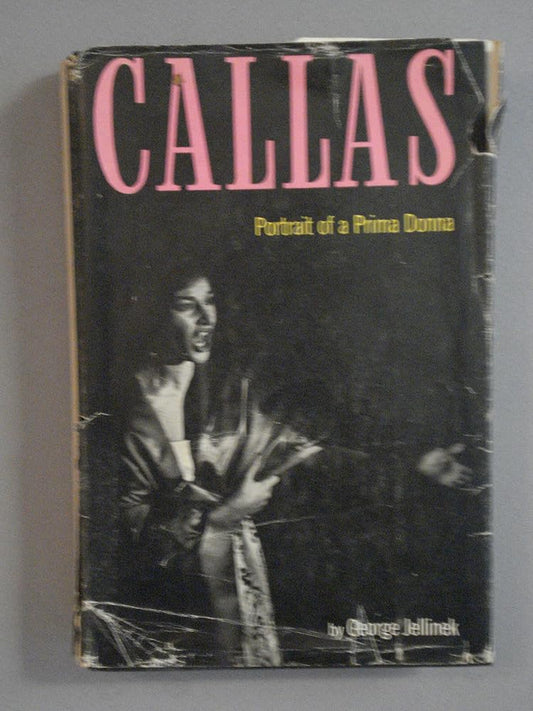 CALLAS
Portrait of a Prima Donna
by George Jellinek